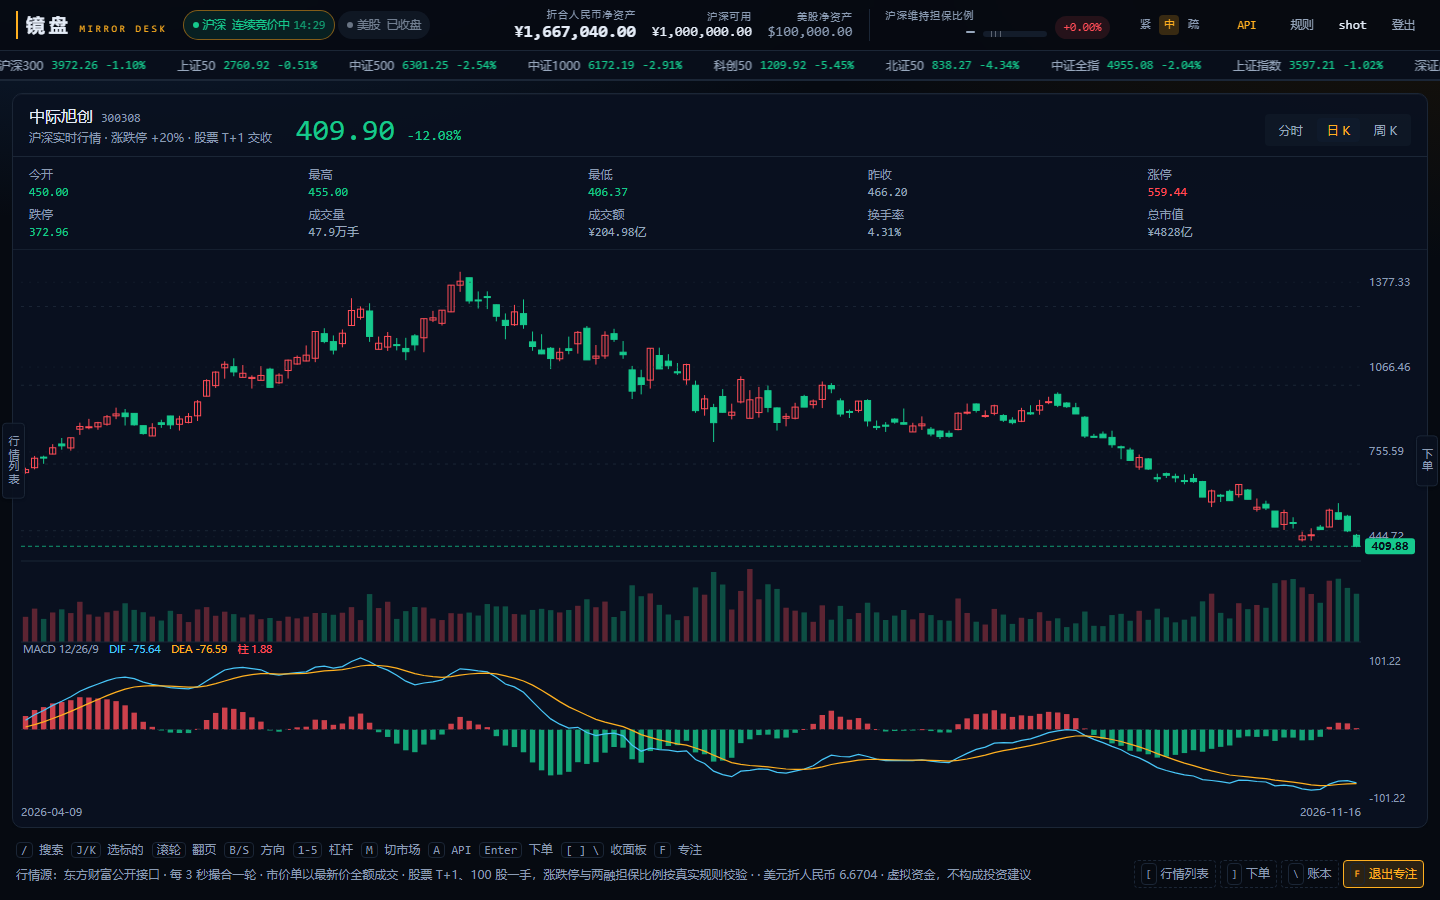 镜盘 MIRROR DESK
沪深 连续竞价中 14:29
美股 已收盘
折合人民币净资产
¥1,667,040.00
沪深可用
¥1,000,000.00
美股净资产
$100,000.00
沪深维持担保比例
—
+0.00%
紧 中 疏
API
规则
shot
登出
沪深300 3972.26 -1.10% 上证50 2760.92 -0.51% 中证500 6301.25 -2.54% 中证1000 6172.19 -2.91% 科创50 1209.92 -5.45% 北证50 838.27 -4.34% 中证全指 4955.08 -2.04% 上证指数 3597.21 -1.02%
中际旭创 300308
沪深实时行情 · 涨跌停 +20% · 股票 T+1 交收
409.90 -12.08%
分时 日 K 周 K
今开 最高 最低 昨收 涨停
450.00 455.00 406.37 466.20 559.44
跌停 成交量 成交额 换手率 总市值
372.96 47.9万手 ¥204.98亿 4.31% ¥4828亿
1377.33
1066.46
755.59
444.72
409.88
行情列表
下单
MACD 12/26/9 DIF -75.64 DEA -76.59 柱 1.88
101.22
-101.22
2026-04-09 2026-11-16
/ 搜索 J/K 选标的 滚轮 翻页 B/S 方向 1-5 杠杆 M 切市场 A API Enter 下单 [ ] \ 收面板 F 专注
行情源：东方财富公开接口 · 每 3 秒撮合一轮 · 市价单以最新价全额成交 · 股票 T+1、100 股一手，涨跌停与两融担保比例按真实规则校验 · · 美元折人民币 6.6704 · 虚拟资金，不构成投资建议
[ 行情列表 ] 下单 \ 账本 F 退出专注